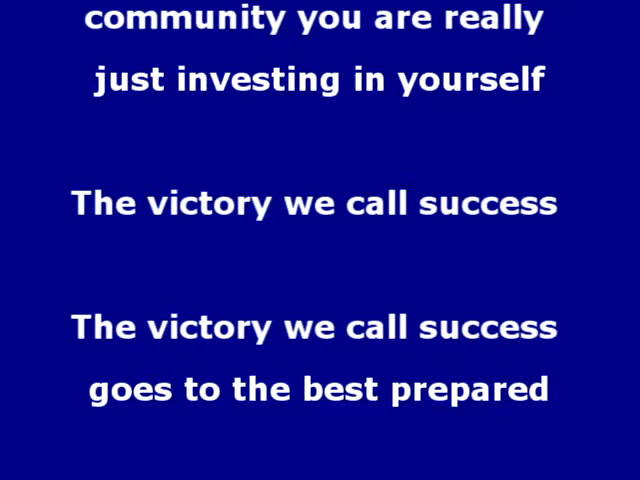 community you are really
just investing in yourself
The victory we call success
The victory we call success
goes to the best prepared